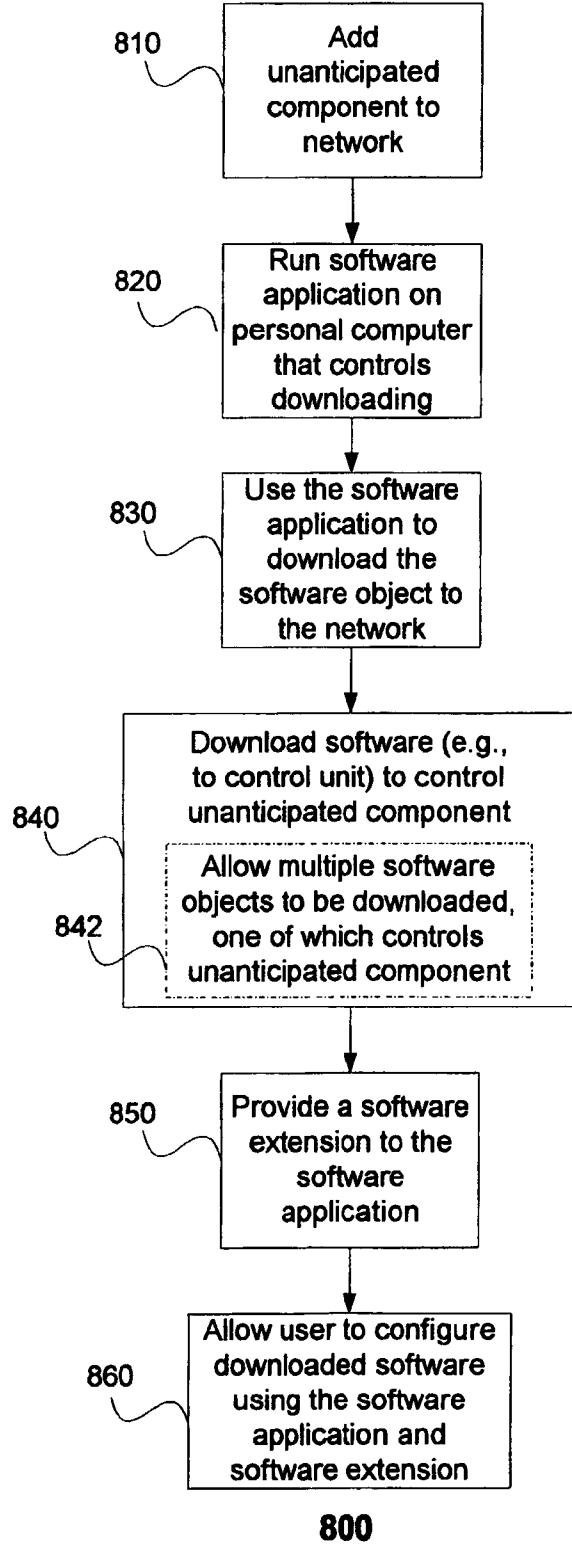 810
Add
unanticipated
component to
network
820
Run software
application on
personal computer
that controls
downloading
830
Use the software
application to
download the
software object to
the network
840
Download software (e.g.,
to control unit) to control
unanticipated component
842
Allow multiple software
objects to be downloaded,
one of which controls
unanticipated component
850
Provide a software
extension to the
software
application
860
Allow user to configure
downloaded software
using the software
application and
software extension
800